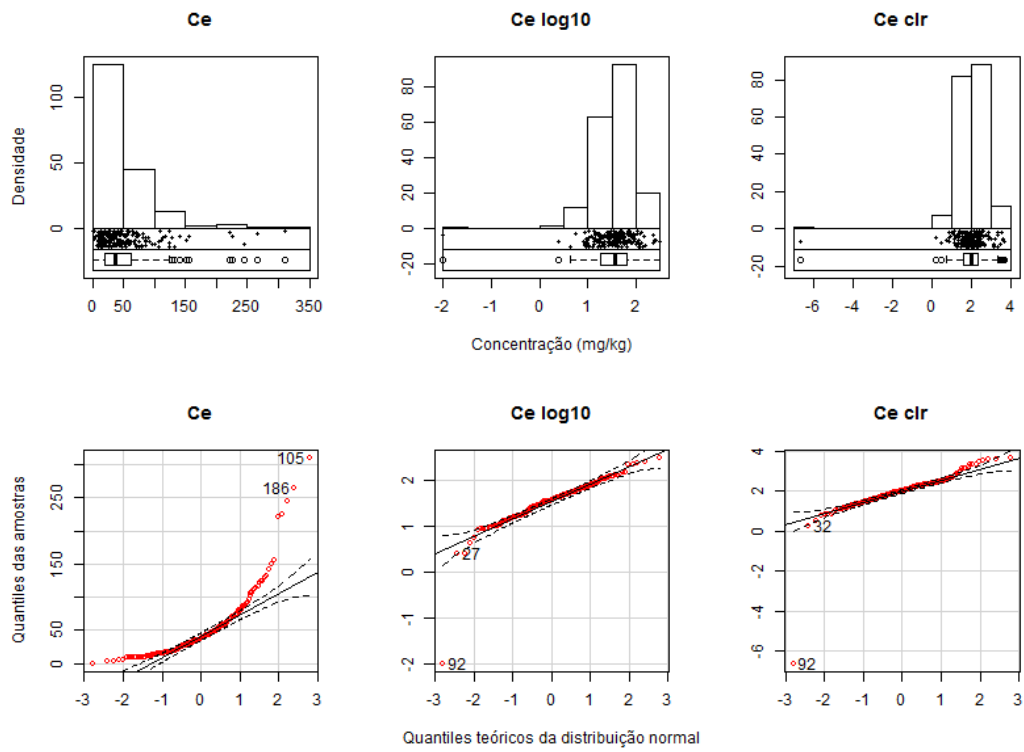 Ce Ce log10 Ce clr
Densidade
0 50 100
0 50 150 250 350
-20 0 20 40 60 80
-2 -1 0 1 2
-20 0 20 40 60 80
-6 -4 -2 0 2 4
Concentração (mg/kg)
Ce Ce log10 Ce clr
Quantiles das amostras
0 50 150 250
105
186
-3 -2 -1 0 1 2 3
-2 -1 0 1 2
27
92
-3 -2 -1 0 1 2 3
-6 -4 -2 0 2 4
32
92
-3 -2 -1 0 1 2 3
Quantiles teóricos da distribuição normal